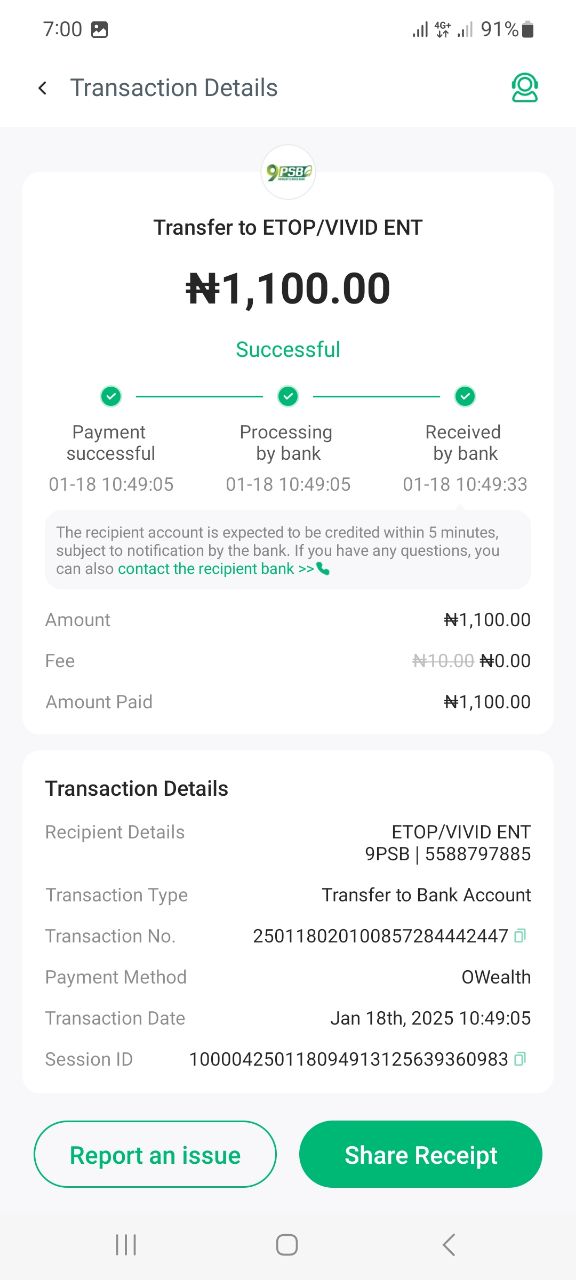 7:00
4G+
91%
Transaction Details
9PSB
Transfer to ETOP/VIVID ENT
₦1,100.00
Successful
Payment successful
Processing by bank
Received by bank
01-18 10:49:05
01-18 10:49:05
01-18 10:49:33
The recipient account is expected to be credited within 5 minutes,
subject to notification by the bank. If you have any questions, you
can also contact the recipient bank >>
Amount ₦1,100.00
Fee ₦10.00 ₦0.00
Amount Paid ₦1,100.00
Transaction Details
Recipient Details ETOP/VIVID ENT
9PSB | 5588797885
Transaction Type Transfer to Bank Account
Transaction No. 250118020100857284442447
Payment Method OWealth
Transaction Date Jan 18th, 2025 10:49:05
Session ID 100004250118094913125639360983
Report an issue
Share Receipt